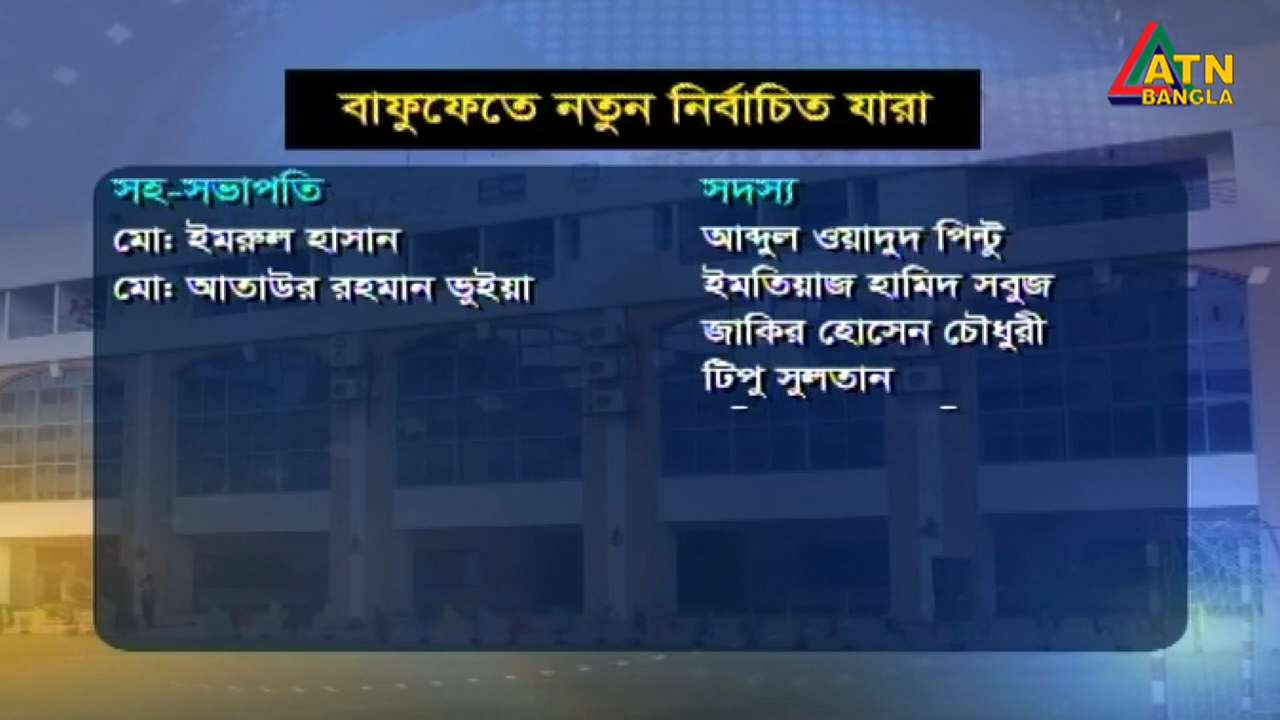 ATN
BANGLA
বাফুফেতে নতুন নির্বাচিত যারা
সহ-সভাপতি
মো: ইমরুল হাসান
মো: আতাউর রহমান ভুইয়া
সদস্য
আব্দুল ওয়াদুদ পিন্টু
ইমতিয়াজ হামিদ সবুজ
জাকির হোসেন চৌধুরী
টিপু সুলতান